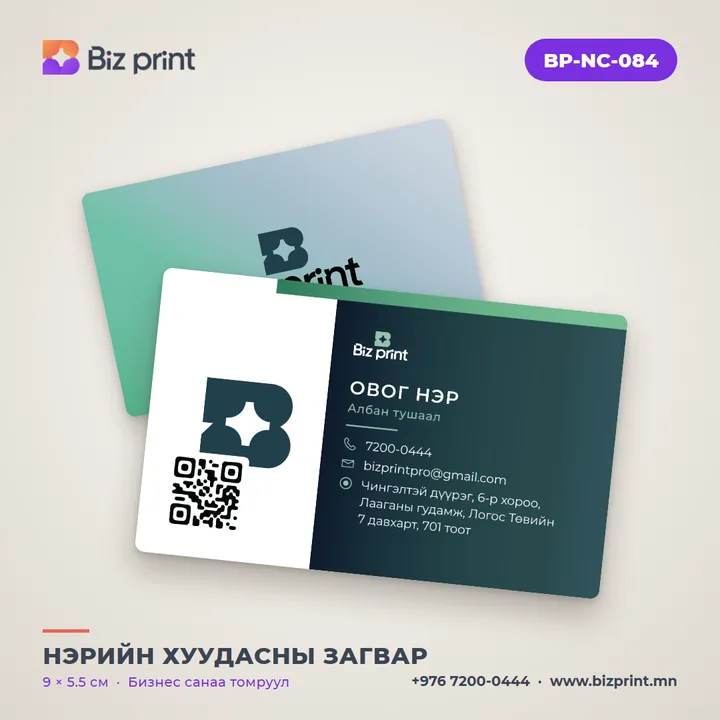 Biz print
BP-NC-084
print
Biz print
ОВОГ НЭР
Албан тушаал
7200-0444
bizprintpro@gmail.com
Чингэлтэй дүүрэг, 6-р хороо,
Лааганы гудамж, Логос Төвийн
7 давхарт, 701 тоот
НЭРИЙН ХУУДАСНЫ ЗАГВАР
9 × 5.5 см · Бизнес санаа томруул
+976 7200-0444 · www.bizprint.mn